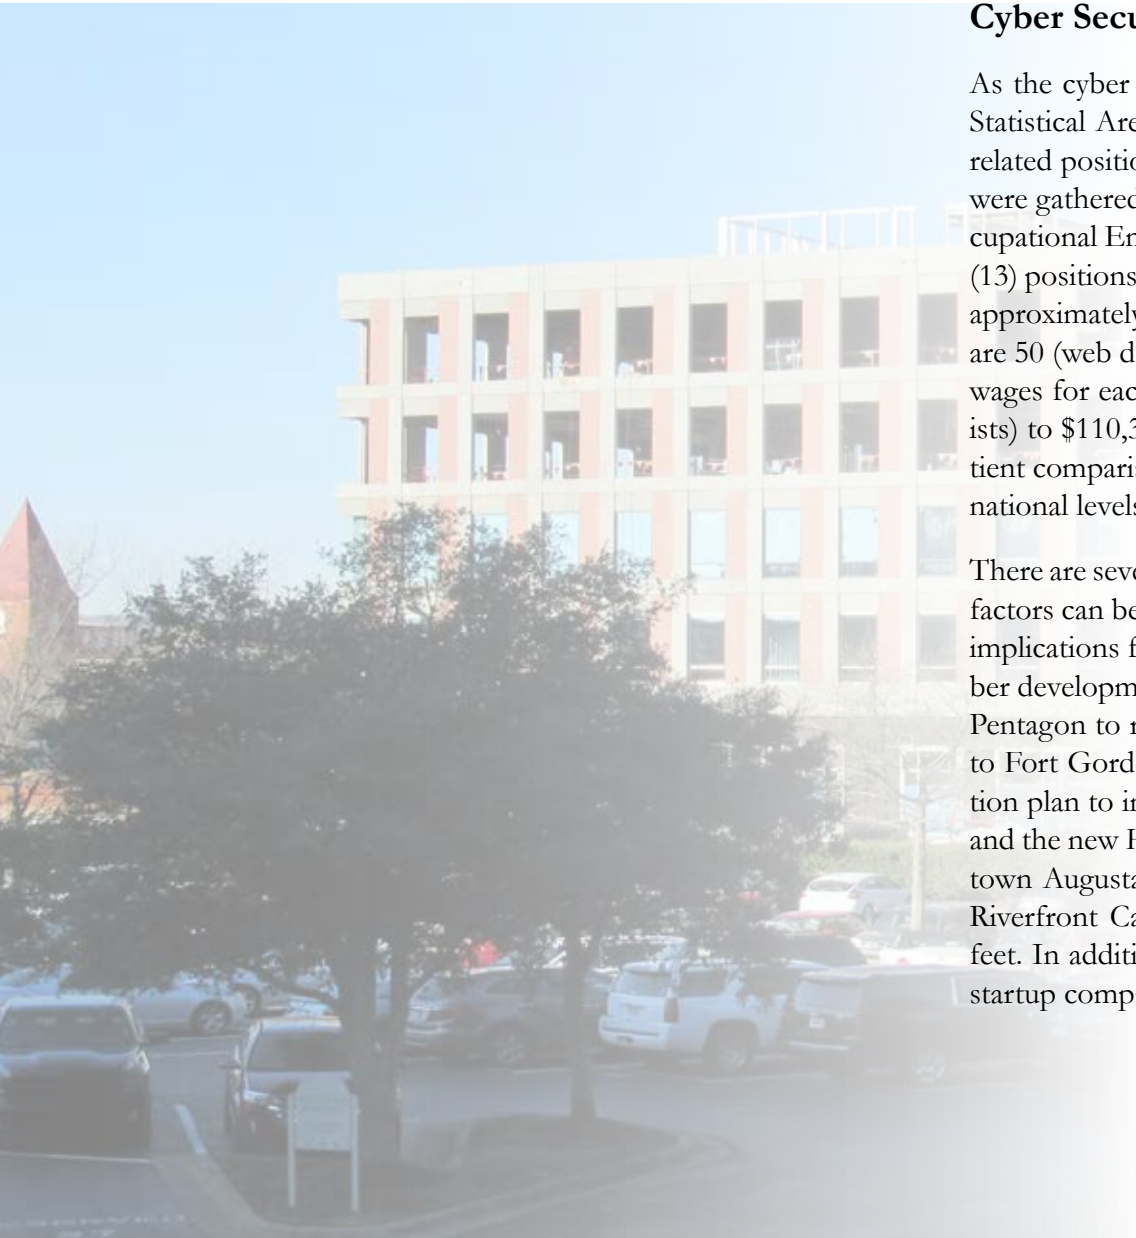 Cyber Secu
As the cyber
Statistical Are
related positio
were gathered
cupational En
(13) positions
approximately
are 50 (web d
wages for eac
ists) to $110,3
tient comparis
national levels
There are seve
factors can be
implications f
ber developm
Pentagon to r
to Fort Gord
tion plan to in
and the new H
town Augusta
Riverfront Ca
feet. In additi
startup comp